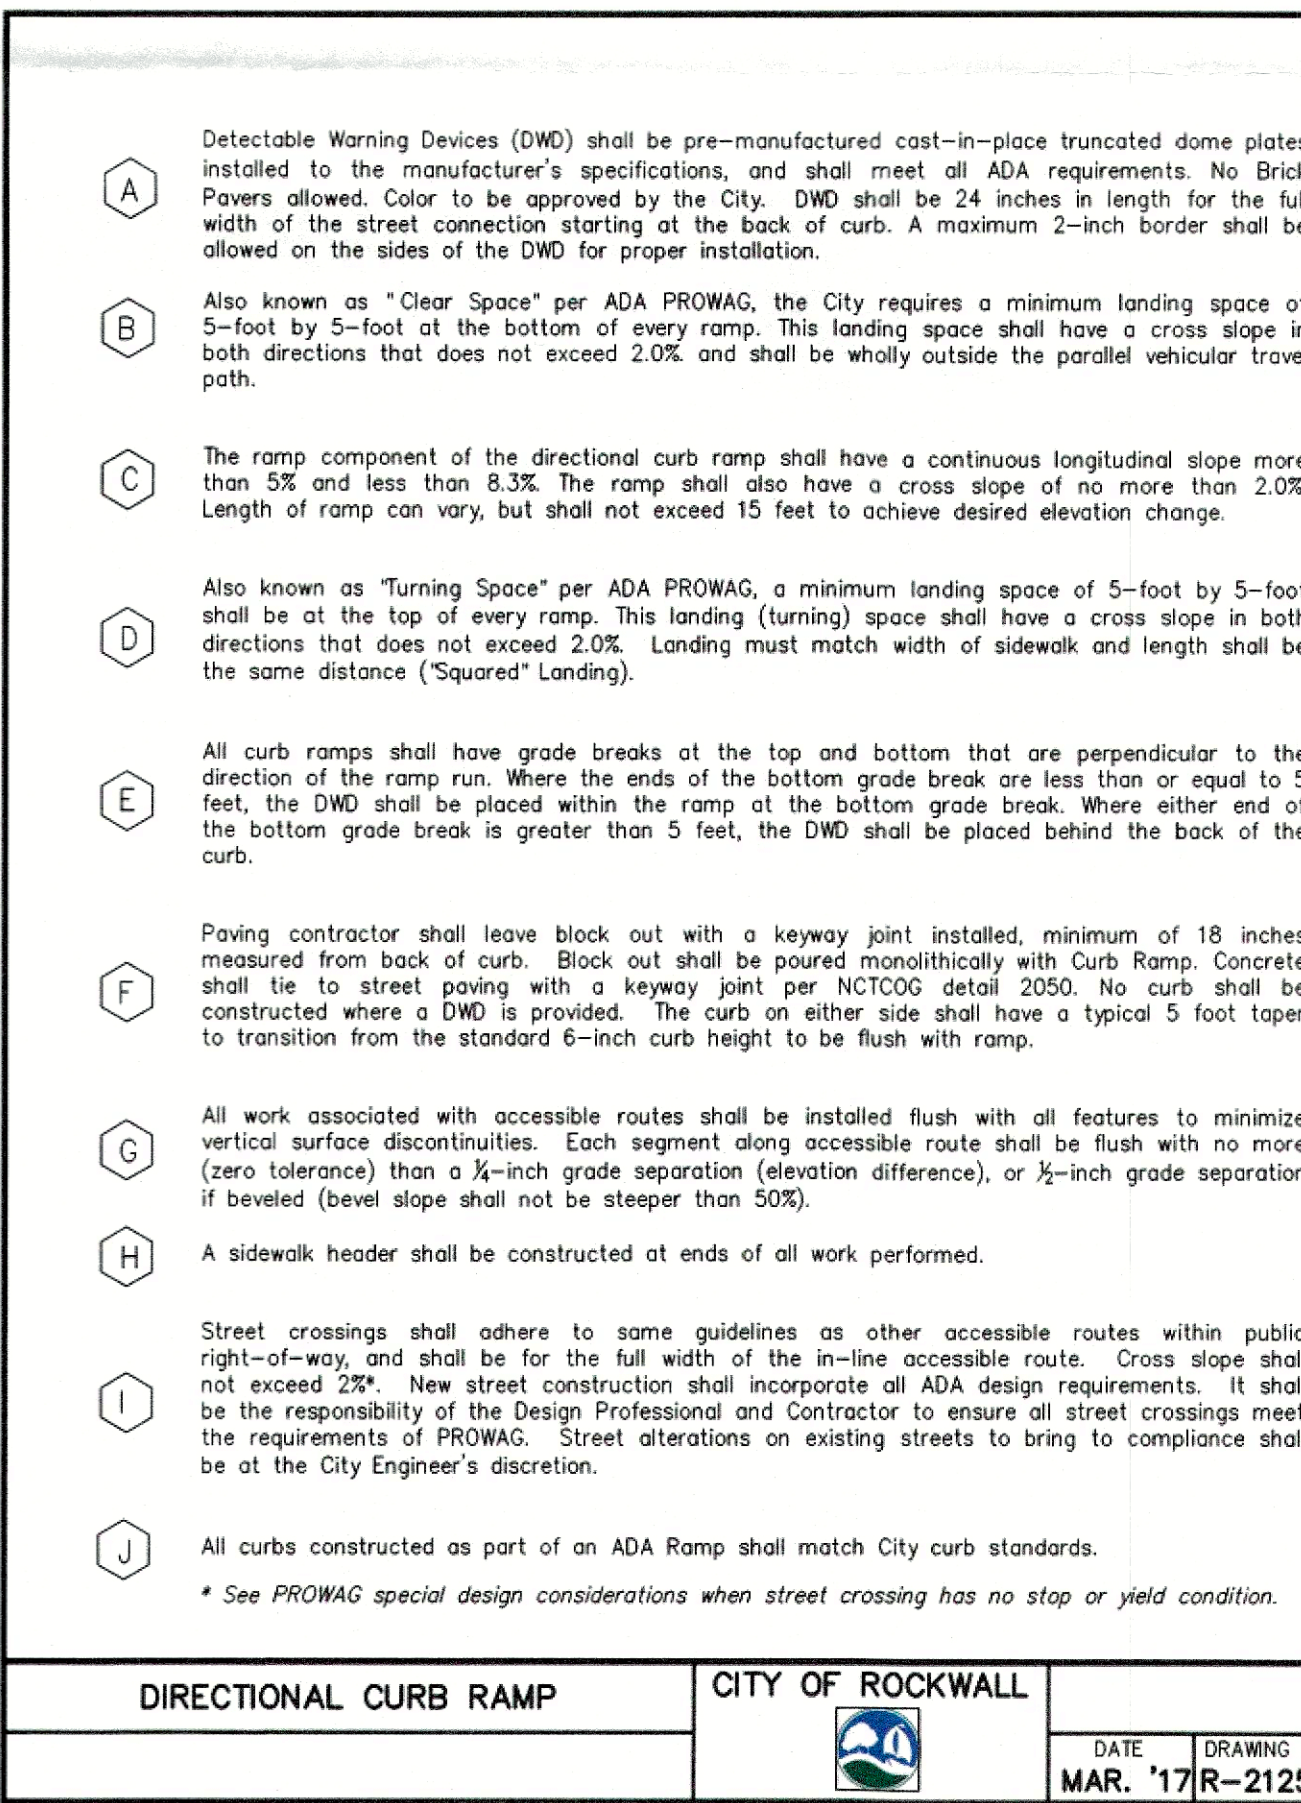 A
Detectable Warning Devices (DWD) shall be pre-manufactured cast-in-place truncated dome plates
installed to the manufacturer's specifications, and shall meet all ADA requirements. No Brick
Pavers allowed. Color to be approved by the City. DWD shall be 24 inches in length for the full
width of the street connection starting at the back of curb. A maximum 2-inch border shall be
allowed on the sides of the DWD for proper installation.
B
Also known as "Clear Space" per ADA PROWAG, the City requires a minimum landing space of
5-foot by 5-foot at the bottom of every ramp. This landing space shall have a cross slope in
both directions that does not exceed 2.0% and shall be wholly outside the parallel vehicular travel
path.
C
The ramp component of the directional curb ramp shall have a continuous longitudinal slope more
than 5% and less than 8.3%. The ramp shall also have a cross slope of no more than 2.0%
Length of ramp can vary, but shall not exceed 15 feet to achieve desired elevation change.
D
Also known as "Turning Space" per ADA PROWAG, a minimum landing space of 5-foot by 5-foot
shall be at the top of every ramp. This landing (turning) space shall have a cross slope in both
directions that does not exceed 2.0%. Landing must match width of sidewalk and length shall be
the same distance ("Squared" Landing).
E
All curb ramps shall have grade breaks at the top and bottom that are perpendicular to the
direction of the ramp run. Where the ends of the bottom grade break are less than or equal to 5
feet, the DWD shall be placed within the ramp at the bottom grade break. Where either end of
the bottom grade break is greater than 5 feet, the DWD shall be placed behind the back of the
curb.
F
Paving contractor shall leave block out with a keyway joint installed, minimum of 18 inches
measured from back of curb. Block out shall be poured monolithically with Curb Ramp. Concrete
shall tie to street paving with a keyway joint per NCTCOG detail 2050. No curb shall be
constructed where a DWD is provided. The curb on either side shall have a typical 5 foot taper
to transition from the standard 6-inch curb height to be flush with ramp.
G
All work associated with accessible routes shall be installed flush with all features to minimize
vertical surface discontinuities. Each segment along accessible route shall be flush with no more
(zero tolerance) than a ¼-inch grade separation (elevation difference), or ½-inch grade separation
if beveled (bevel slope shall not be steeper than 50%).
H
A sidewalk header shall be constructed at ends of all work performed.
I
Street crossings shall adhere to same guidelines as other accessible routes within public
right-of-way, and shall be for the full width of the in-line accessible route. Cross slope shall
not exceed 2%*. New street construction shall incorporate all ADA design requirements. It shall
be the responsibility of the Design Professional and Contractor to ensure all street crossings meet
the requirements of PROWAG. Street alterations on existing streets to bring to compliance shall
be at the City Engineer's discretion.
J
All curbs constructed as part of an ADA Ramp shall match City curb standards.
* See PROWAG special design considerations when street crossing has no stop or yield condition.
DIRECTIONAL CURB RAMP
CITY OF ROCKWALL
DATE
MAR. '17
DRAWING
R-2125